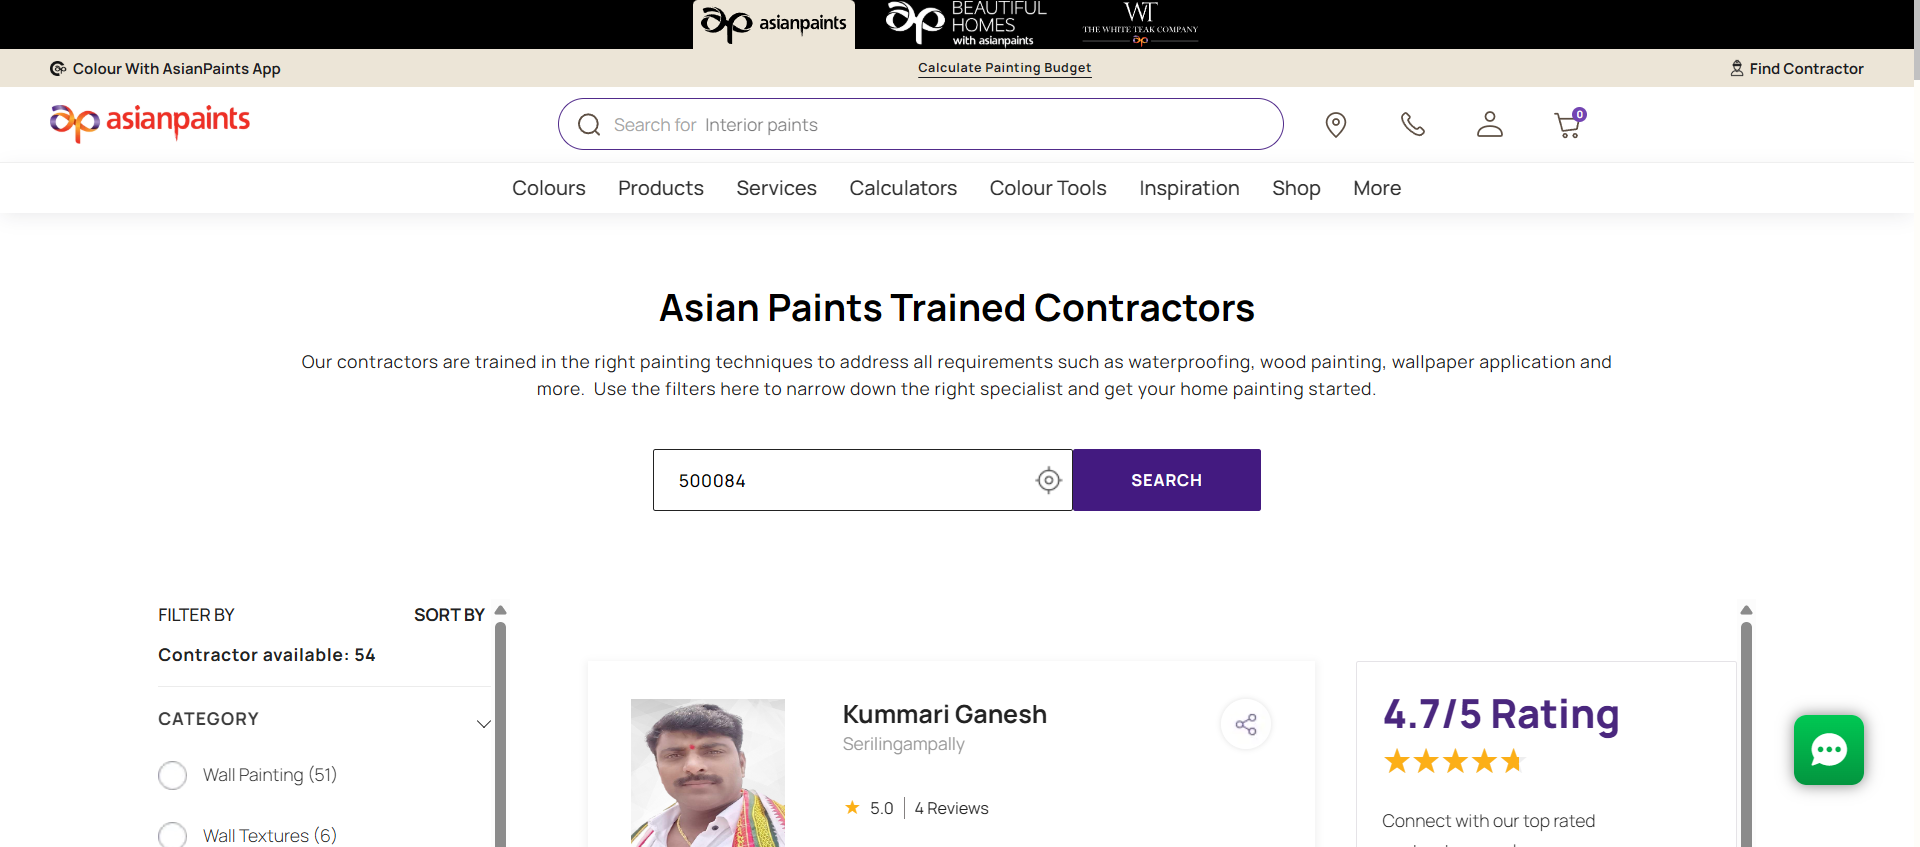 asianpaints
BEAUTIFUL
HOMES
with asianpaints
WT
THE WHITE TEAK COMPANY
Colour With AsianPaints App
Calculate Painting Budget
Find Contractor
asianpaints
Search for Interior paints
0
Colours Products Services Calculators Colour Tools Inspiration Shop More
Asian Paints Trained Contractors
Our contractors are trained in the right painting techniques to address all requirements such as waterproofing, wood painting, wallpaper application and
more. Use the filters here to narrow down the right specialist and get your home painting started.
500084
SEARCH
FILTER BY
SORT BY
Contractor available: 54
CATEGORY
Wall Painting (51)
Wall Textures (6)
Kummari Ganesh
Serilingampally
5.0 | 4 Reviews
4.7/5 Rating
Connect with our top rated